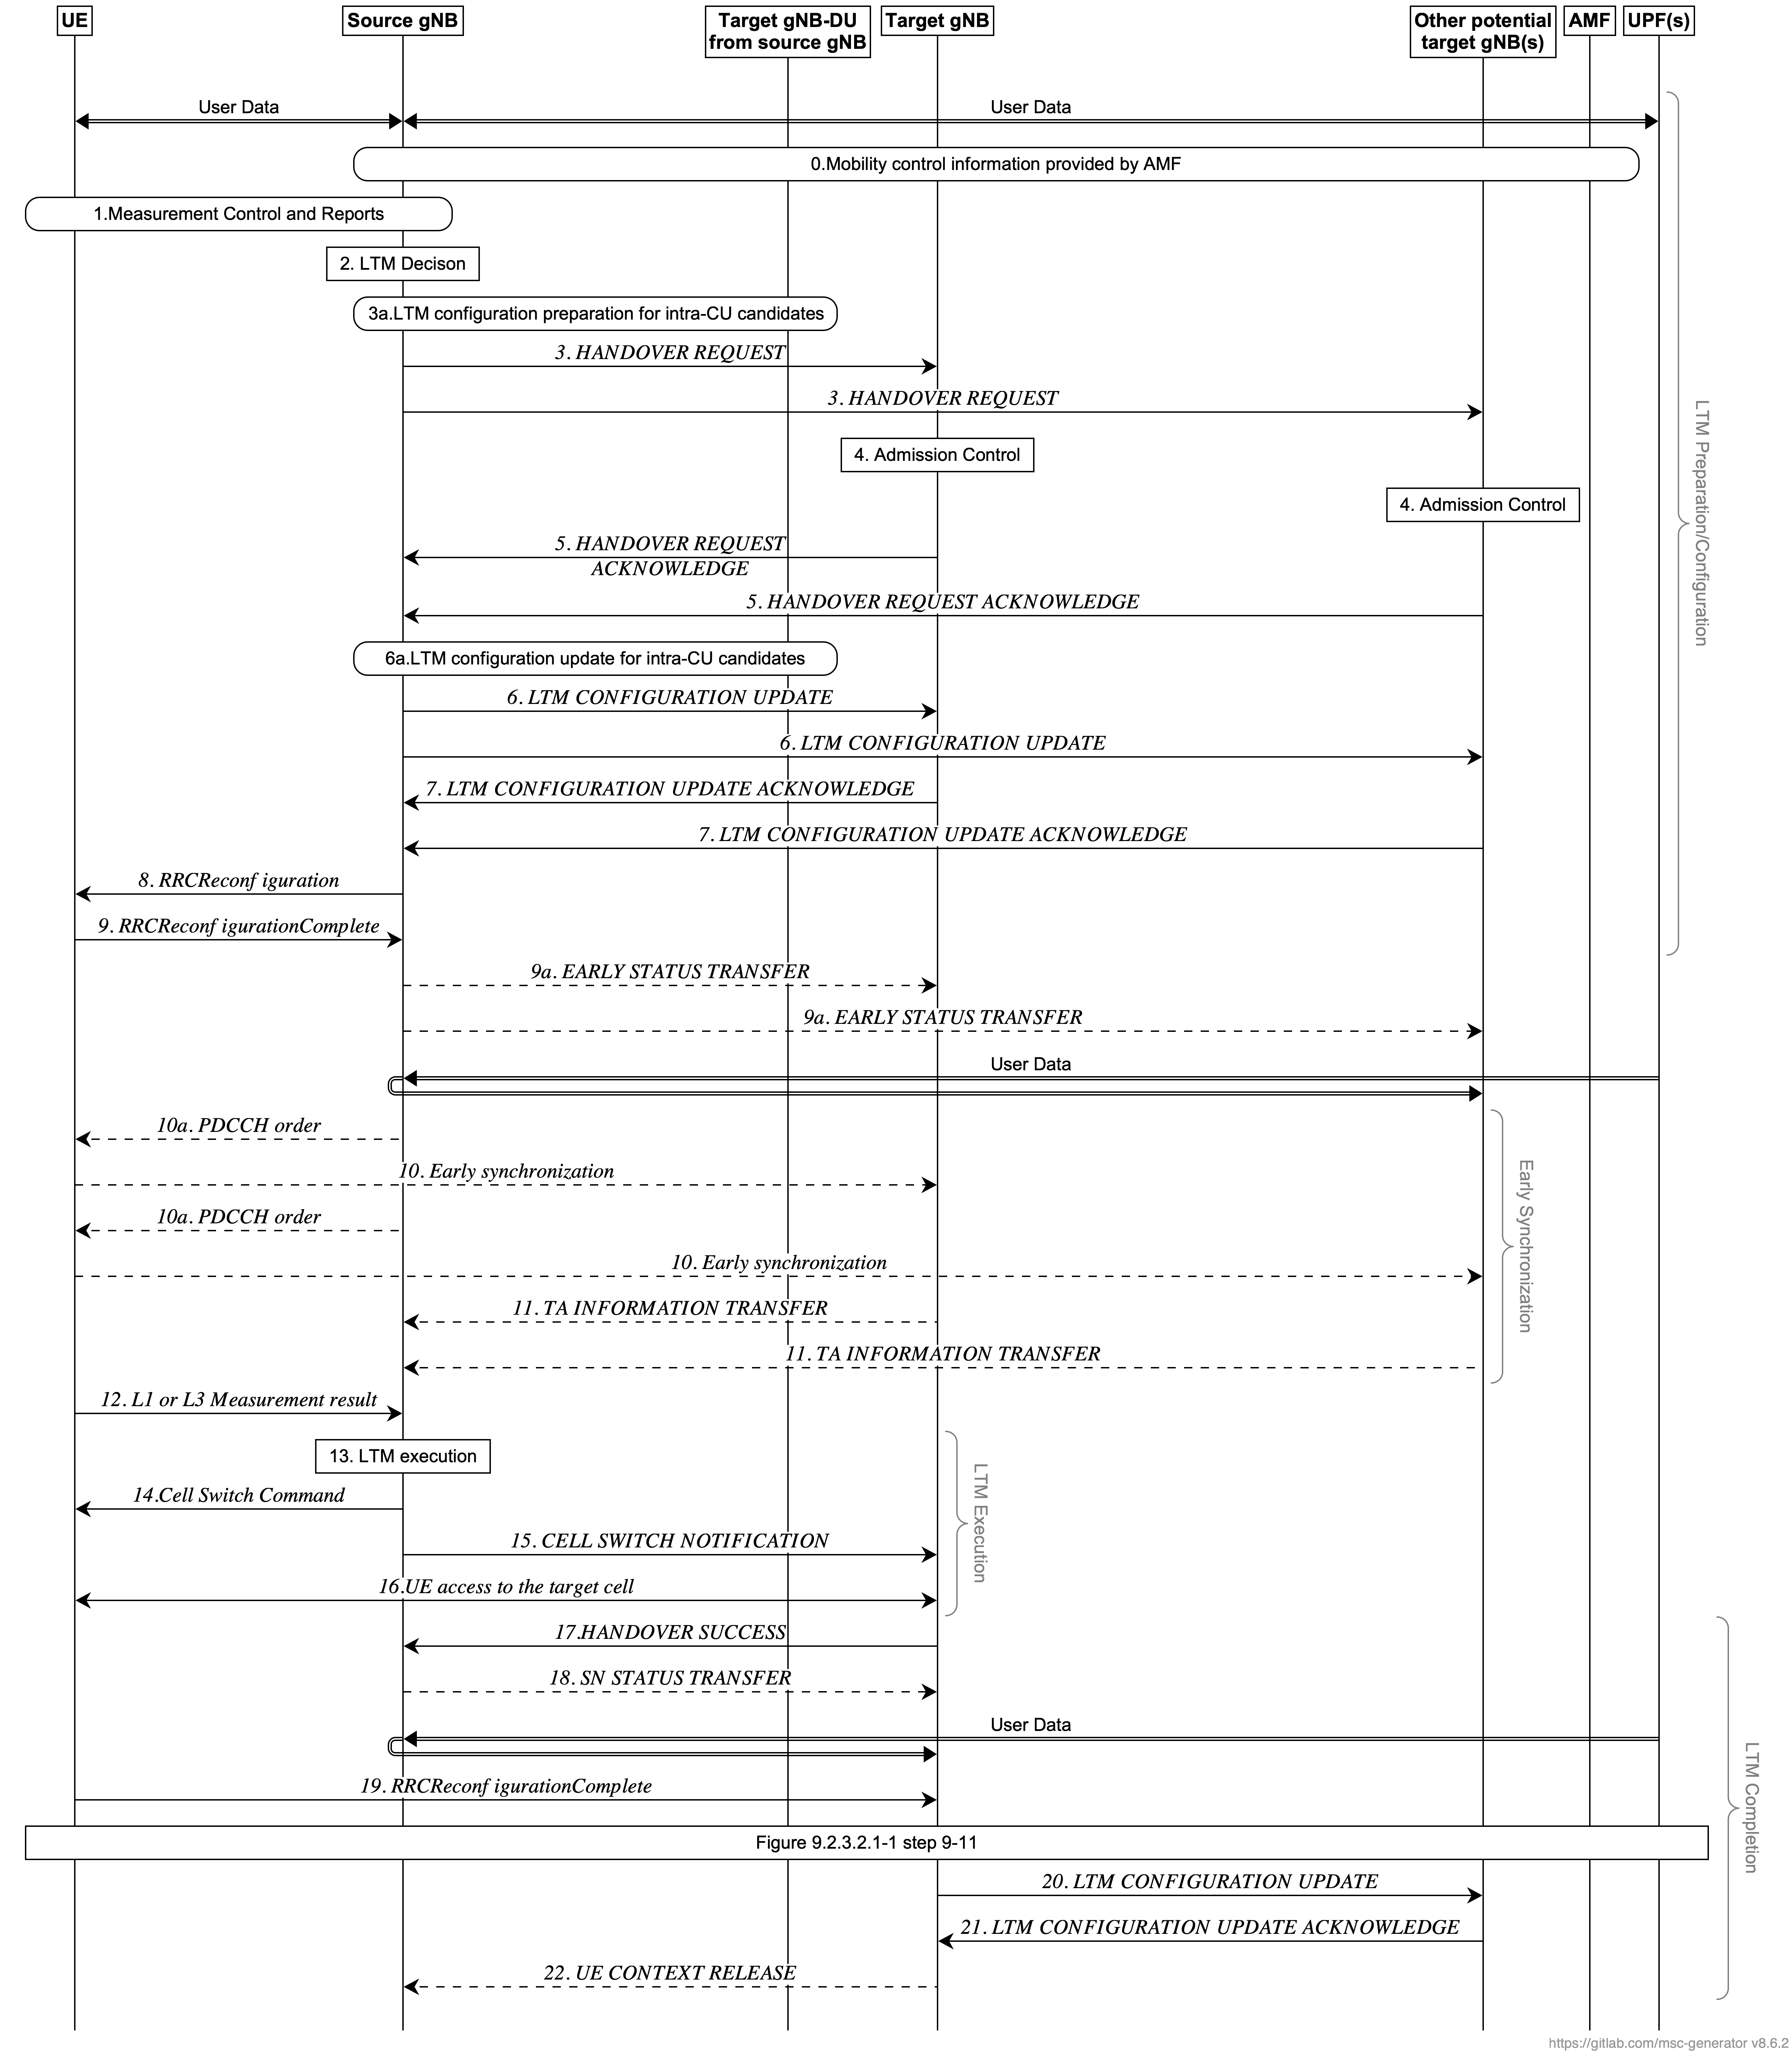 UE
Source gNB
Target gNB-DU
from source gNB
Target gNB
Other potential
target gNB(s)
AMF
UPF(s)
User Data
User Data
0.Mobility control information provided by AMF
1.Measurement Control and Reports
2. LTM Decison
3a.LTM configuration preparation for intra-CU candidates
3. HANDOVER REQUEST
3. HANDOVER REQUEST
4. Admission Control
4. Admission Control
5. HANDOVER REQUEST
ACKNOWLEDGE
5. HANDOVER REQUEST ACKNOWLEDGE
6a.LTM configuration update for intra-CU candidates
6. LTM CONFIGURATION UPDATE
6. LTM CONFIGURATION UPDATE
7. LTM CONFIGURATION UPDATE ACKNOWLEDGE
7. LTM CONFIGURATION UPDATE ACKNOWLEDGE
8. RRCReconf iguration
9. RRCReconf igurationComplete
LTM Preparation/Configuration
9a. EARLY STATUS TRANSFER
9a. EARLY STATUS TRANSFER
User Data
10a. PDCCH order
10. Early synchronization
10a. PDCCH order
10. Early synchronization
11. TA INFORMATION TRANSFER
11. TA INFORMATION TRANSFER
Early Synchronization
12. L1 or L3 Measurement result
13. LTM execution
14.Cell Switch Command
15. CELL SWITCH NOTIFICATION
16.UE access to the target cell
LTM Execution
17.HANDOVER SUCCESS
18. SN STATUS TRANSFER
User Data
19. RRCReconf igurationComplete
Figure 9.2.3.2.1-1 step 9-11
20. LTM CONFIGURATION UPDATE
21. LTM CONFIGURATION UPDATE ACKNOWLEDGE
22. UE CONTEXT RELEASE
LTM Completion
https://gitlab.com/msc-generator v8.6.2